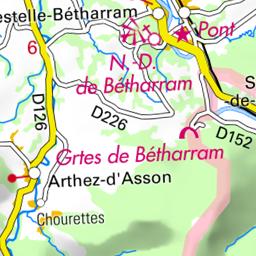 estelle-Bétharram
Pont
6
N.-D.
de Bétharram
S
-de-
D226
D126
D152
Grtes de Bétharram
Arthez-d'Asson
Chourettes